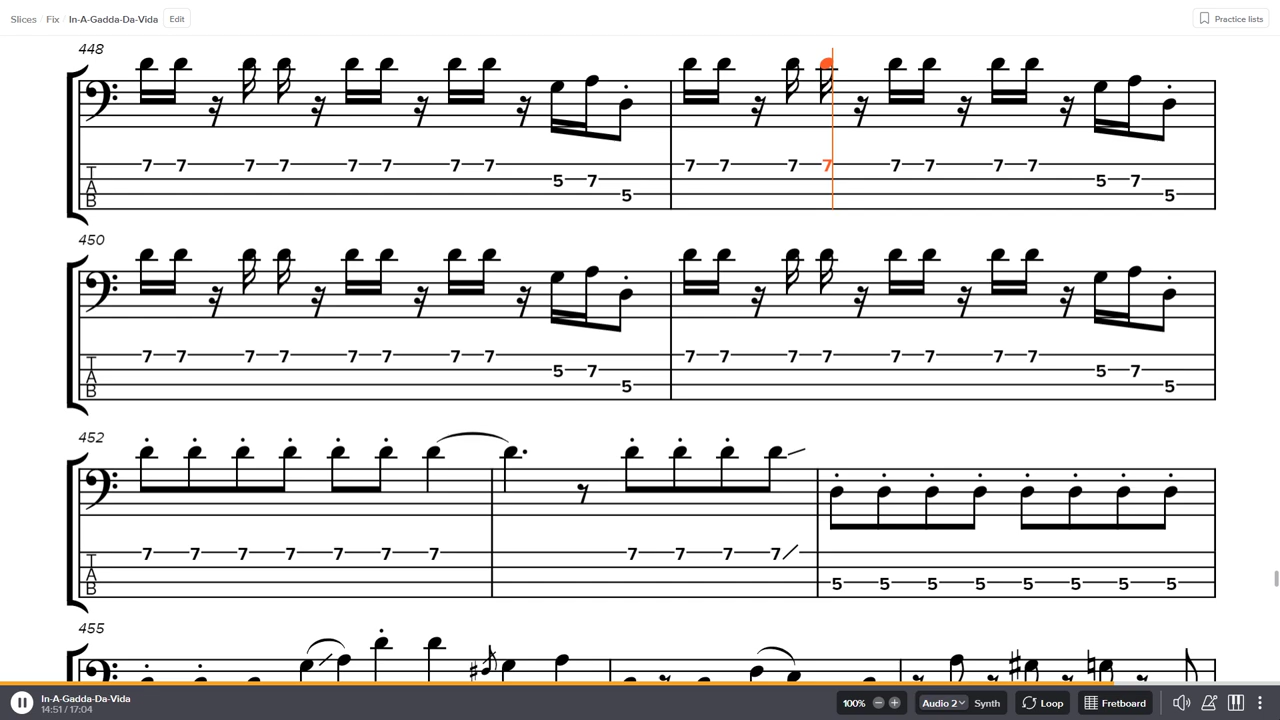 Slices / Fix / In-A-Gadda-Da-Vida Edit Practice lists
448
7 7 7 7 7 7 7 7 5 7 5 7 7 7 7 7 7 7 7 5 7 5
T A B
450
7 7 7 7 7 7 7 7 5 7 5 7 7 7 7 7 7 7 7 5 7 5
T A B
452
7 7 7 7 7 7 7 7 7 7 7 5 5 5 5 5 5 5 5
T A B
455
In-A-Gadda-Da-Vida
14:51 / 17:04
100% Audio 2 Synth Loop Fretboard